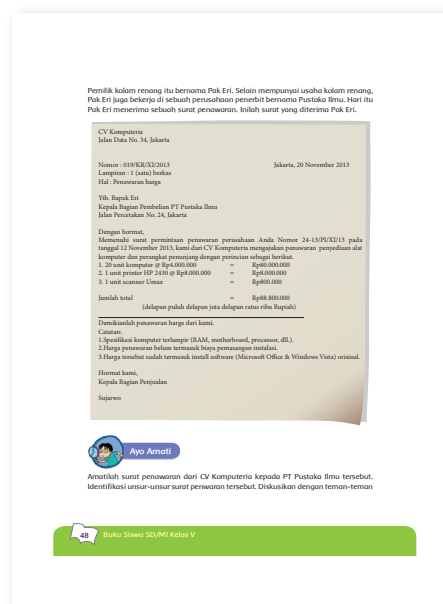 Pemilik kolam renang itu bernama Pak Eri. Selain mempunyai usaha kolam renang,
Pak Eri juga bekerja di sebuah perusahaan penerbit bernama Pustaka Ilmu. Hari itu
Pak Eri menerima sebuah surat penawaran. Inilah surat yang diterima Pak Eri.
CV Komputeria
Jalan Data No. 34, Jakarta
Nomor : 019/KR/XI/2013 Jakarta, 20 November 2013
Lampiran : 1 (satu) berkas
Hal : Penawaran harga
Yth. Bapak Eri
Kepala Bagian Pembelian PT Pustaka Ilmu
Jalan Percetakan No. 24, Jakarta
Dengan hormat,
Memenuhi surat permintaan penawaran perusahaan Anda Nomor 24-13/PI/XI/13 pada
tanggal 12 November 2013, kami dari CV Komputeria mengajukan penawaran penyediaan alat
komputer dan perangkat penunjang dengan perincian sebagai berikut.
1. 20 unit komputer @ Rp4.000.000 = Rp80.000.000
2. 1 unit printer HP 2430 @ Rp8.000.000 = Rp8.000.000
3. 1 unit scanner Umax = Rp800.000
Jumlah total = Rp88.800.000
(delapan puluh delapan juta delapan ratus ribu Rupiah)
Demikianlah penawaran harga dari kami.
Catatan:
1.Spesifikasi komputer terlampir (RAM, motherboard, processor, dll.).
2.Harga penawaran belum termasuk biaya pemasangan instalasi.
3.Harga tersebut sudah termasuk install software (Microsoft Office & Windows Vista) orisinal.
Hormat kami,
Kepala Bagian Penjualan
Sujarwo
Ayo Amati
Amatilah surat penawaran dari CV Komputeria kepada PT Pustaka Ilmu tersebut.
Identifikasi unsur-unsur surat penwaran tersebut. Diskusikan dengan teman-teman
48 Buku Siswa SD/MI Kelas V